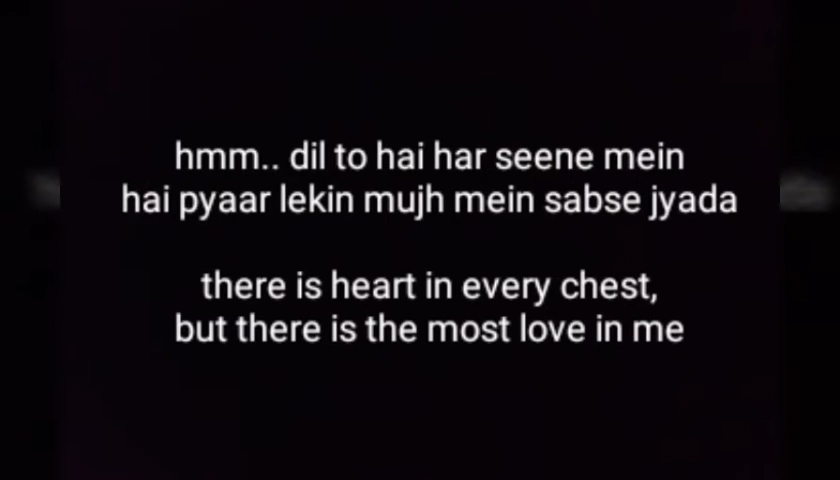 hmm.. dil to hai har seene mein
hai pyaar lekin mujh mein sabse jyada
there is heart in every chest,
but there is the most love in me